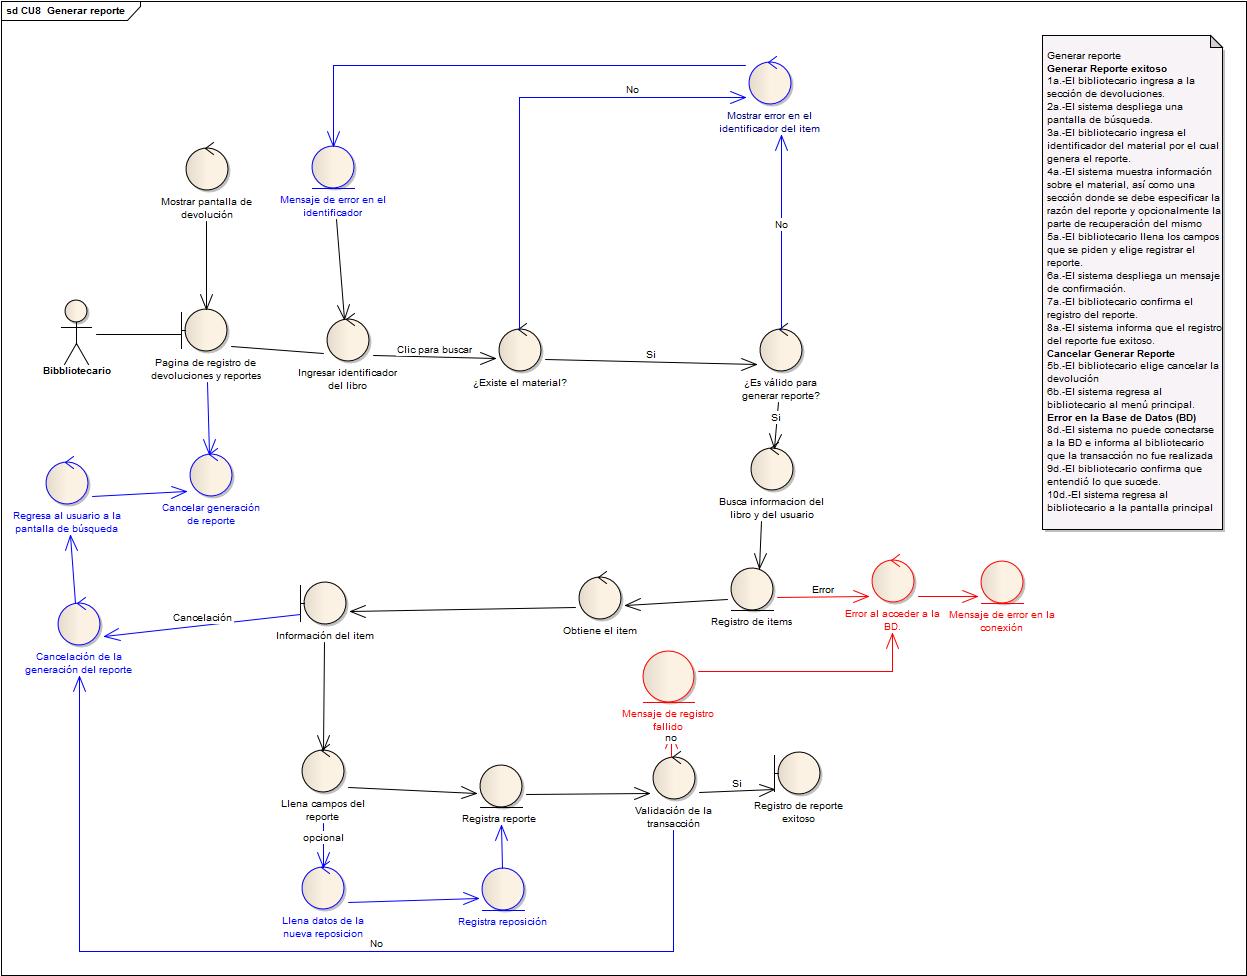 sd CU8 Generar reporte
Generar reporte
Generar Reporte exitoso
1a.-El bibliotecario ingresa a la
sección de devoluciones.
2a.-El sistema despliega una
pantalla de búsqueda.
3a.-El bibliotecario ingresa el
identificador del material por el cual
genera el reporte.
4a.-El sistema muestra información
sobre el material, así como una
sección donde se debe especificar la
razón del reporte y opcionalmente la
parte de recuperación del mismo
5a.-El bibliotecario llena los campos
que se piden y elige registrar el
reporte.
6a.-El sistema despliega un mensaje
de confirmación.
7a.-El bibliotecario confirma el
registro del reporte.
8a.-El sistema informa que el registro
del reporte fue exitoso.
Cancelar Generar Reporte
5b.-El bibliotecario elige cancelar la
devolución
6b.-El sistema regresa al
bibliotecario al menú principal.
Error en la Base de Datos (BD)
8d.-El sistema no puede conectarse
a la BD e informa al bibliotecario
que la transacción no fue realizada
9d.-El bibliotecario confirma que
entendió lo que sucede.
10d.-El sistema regresa al
bibliotecario a la pantalla principal
No
Mostrar error en el
identificador del item
Mostrar pantalla de
devolución
Mensaje de error en el
identificador
No
Bibbliotecario
Pagina de registro de
devoluciones y reportes
Ingresar identificador
del libro
Clic para buscar
¿Existe el material?
Si
¿Es válido para
generar reporte?
Si
Regresa al usuario a la
pantalla de búsqueda
Cancelar generación
de reporte
Busca informacion del
libro y del usuario
Cancelación
Información del item
Obtiene el item
Registro de items
Error
Error al acceder a la
BD.
Mensaje de error en la
conexión
Cancelación de la
generación del reporte
Mensaje de registro
fallido
no
Llena campos del
reporte
opcional
Registra reporte
Validación de la
transacción
Si
Registro de reporte
exitoso
Llena datos de la
nueva reposicion
Registra reposición
No